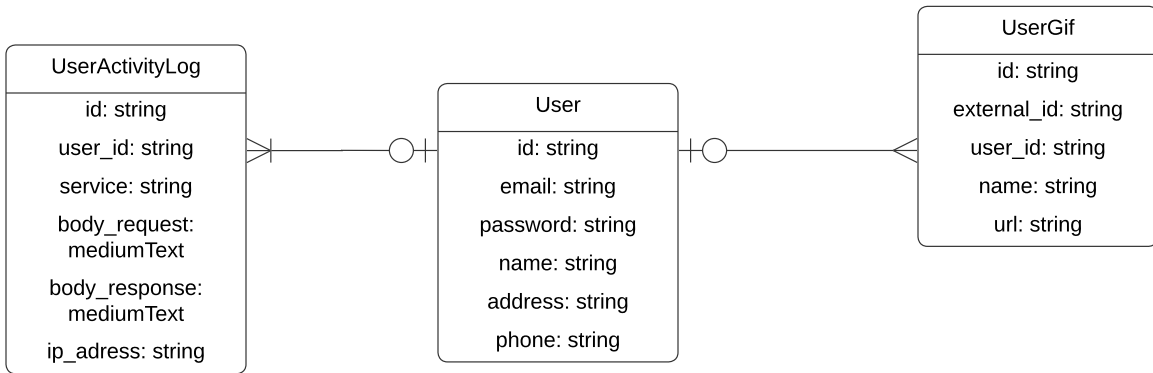 UserActivityLog
id: string
user_id: string
service: string
body_request:
mediumText
body_response:
mediumText
ip_adress: string
User
id: string
email: string
password: string
name: string
address: string
phone: string
UserGif
id: string
external_id: string
user_id: string
name: string
url: string